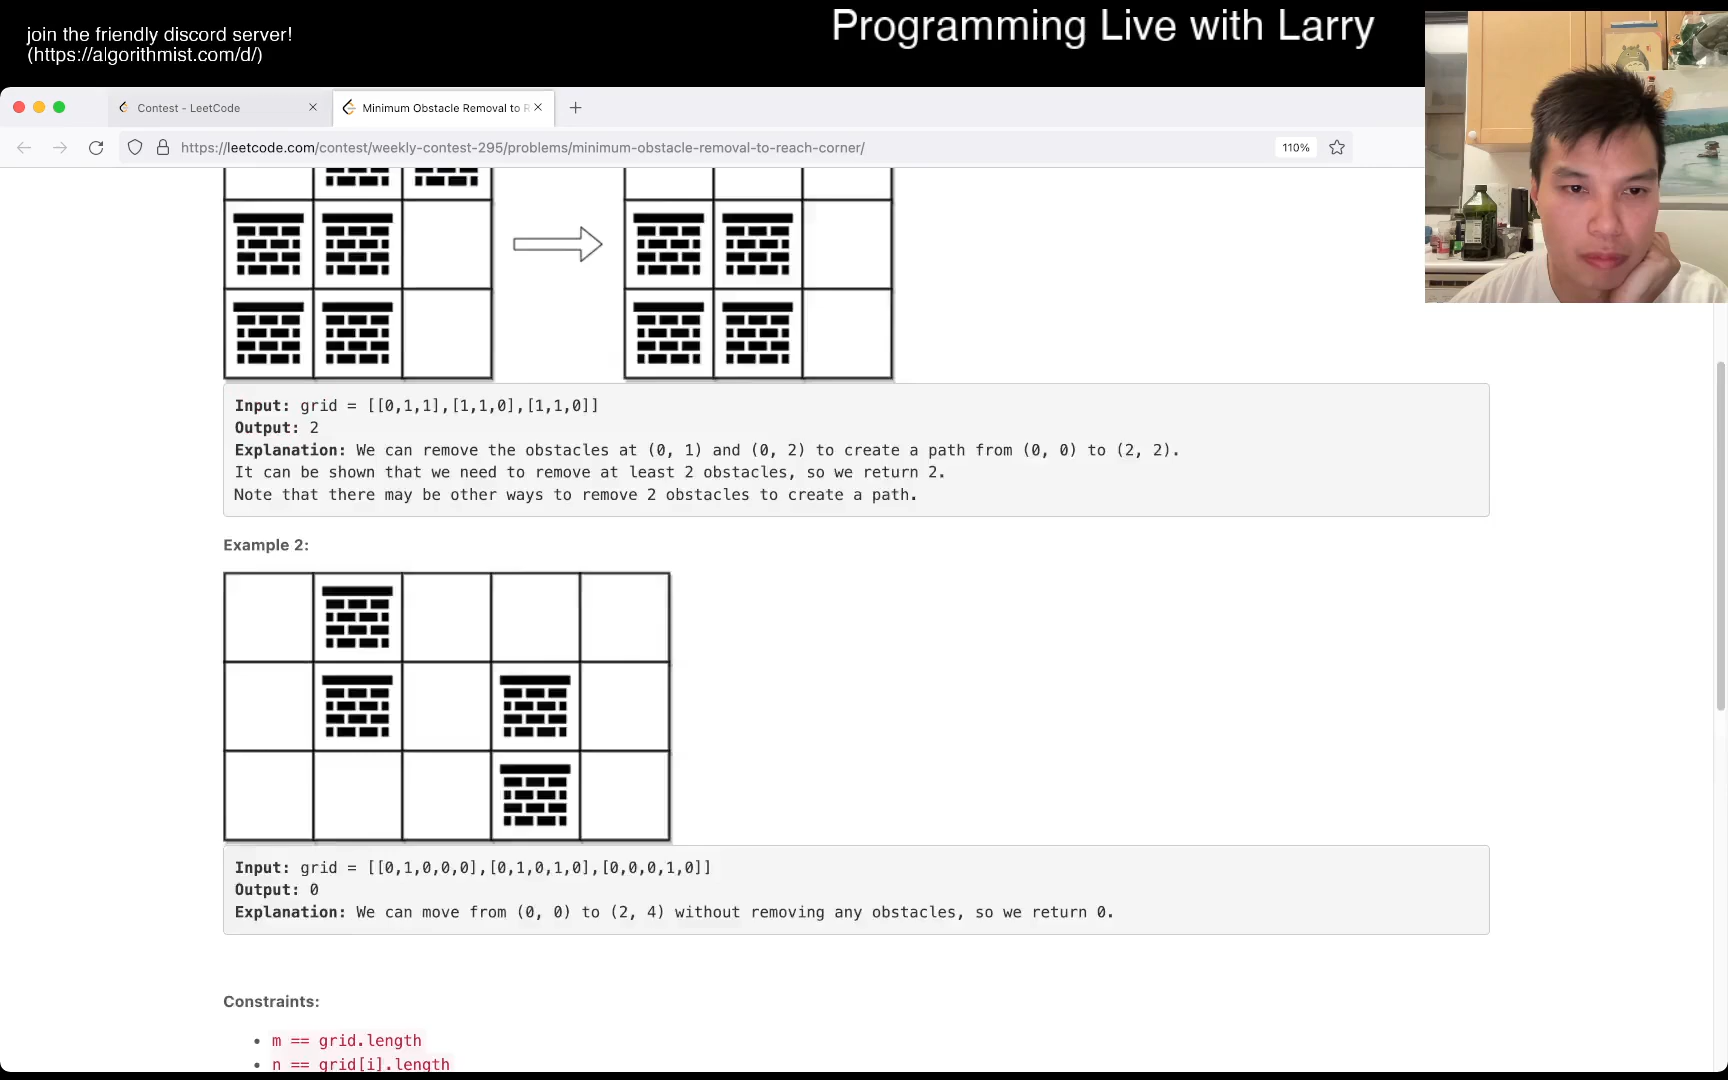 join the friendly discord server!
(https://algorithmist.com/d/)
Programming Live with Larry
Contest - LeetCode
Minimum Obstacle Removal to R
https://leetcode.com/contest/weekly-contest-295/problems/minimum-obstacle-removal-to-reach-corner/
110%
Input: grid = [[0,1,1],[1,1,0],[1,1,0]]
Output: 2
Explanation: We can remove the obstacles at (0, 1) and (0, 2) to create a path from (0, 0) to (2, 2).
It can be shown that we need to remove at least 2 obstacles, so we return 2.
Note that there may be other ways to remove 2 obstacles to create a path.
Example 2:
Input: grid = [[0,1,0,0,0],[0,1,0,1,0],[0,0,0,1,0]]
Output: 0
Explanation: We can move from (0, 0) to (2, 4) without removing any obstacles, so we return 0.
Constraints:
m == grid.length
n == grid[i].length